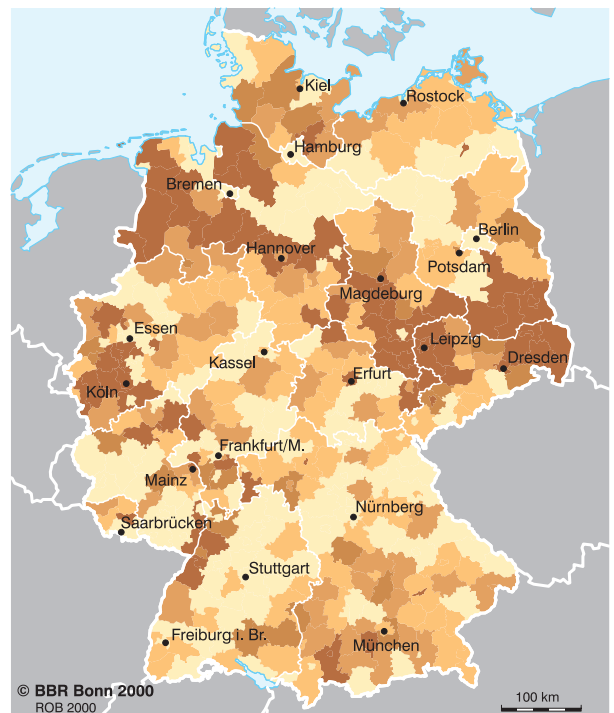 Kiel
Rostock
Hamburg
Bremen
Berlin
Hannover
Potsdam
Magdeburg
Essen
Leipzig
Kassel
Dresden
Köln
Erfurt
Frankfurt/M.
Mainz
Nürnberg
Saarbrücken
Stuttgart
Freiburg i. Br.
München
© BBR Bonn 2000
ROB 2000
100 km